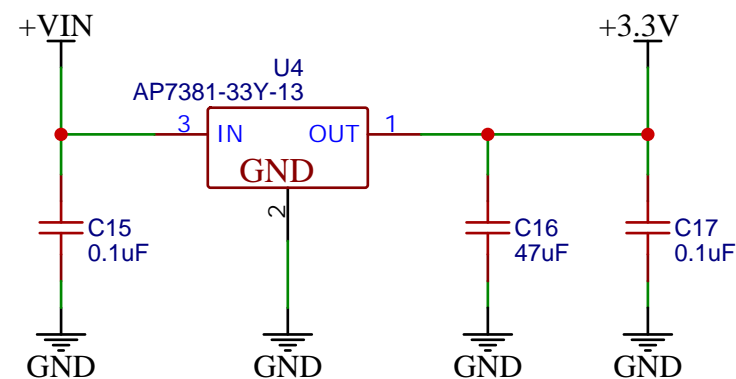 +VIN
+3.3V
U4
AP7381-33Y-13
3
IN
OUT
1
GND
2
C15
0.1uF
C16
47uF
C17
0.1uF
GND
GND
GND
GND